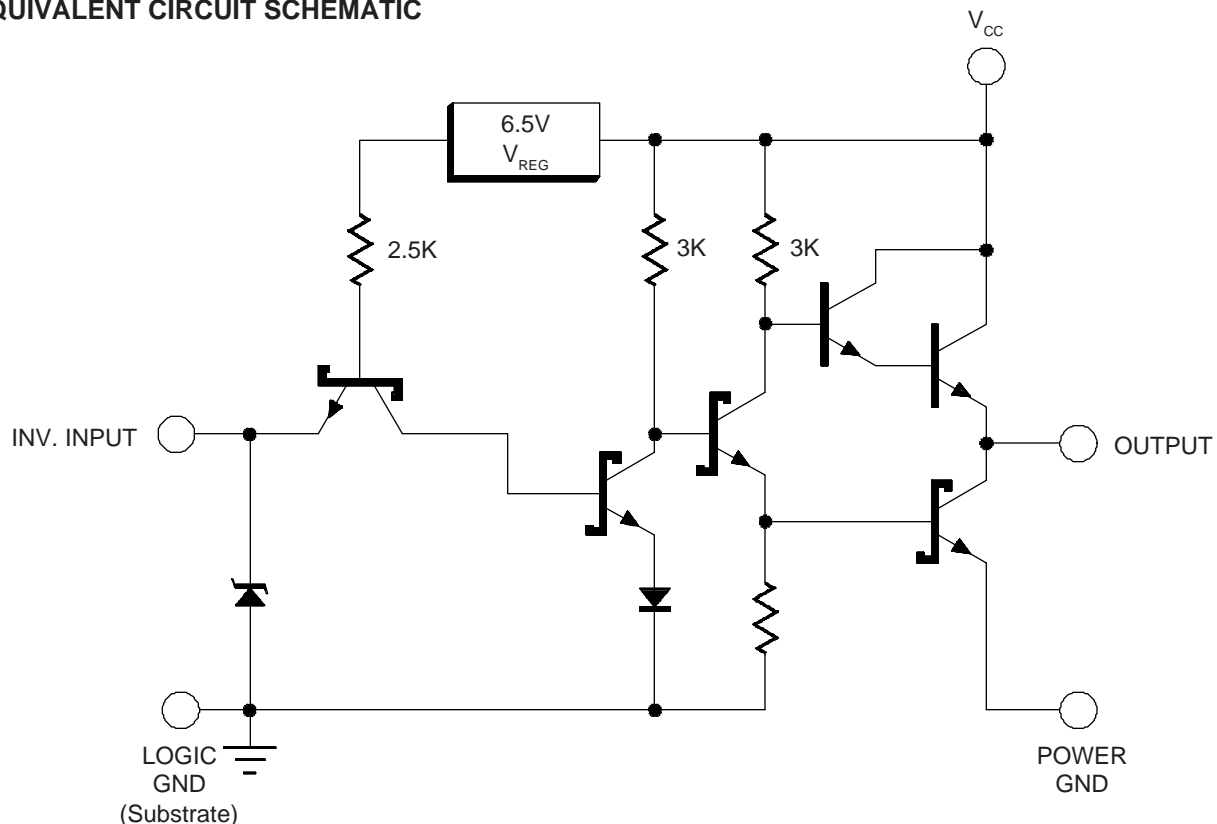 QUIVALENT CIRCUIT SCHEMATIC
VCC
6.5V
VREG
2.5K
3K
3K
INV. INPUT
OUTPUT
LOGIC
GND
(Substrate)
POWER
GND